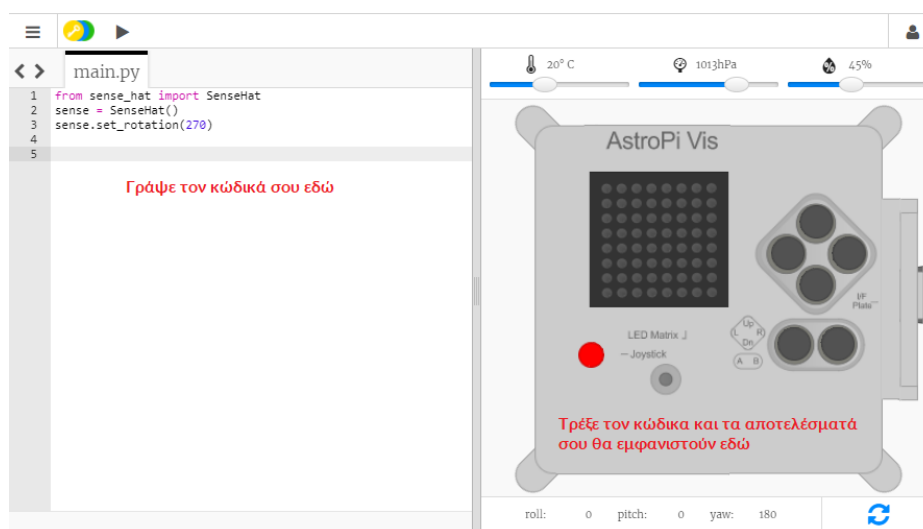 main.py
1 from sense_hat import SenseHat
2 sense = SenseHat()
3 sense.set_rotation(270)
4
5
Γράψε τον κώδικά σου εδώ
20° C 1013hPa 45%
AstroPi Vis
I/F
Plate
LED Matrix
Joystick
Up
L R
Dn
A B
Τρέξε τον κώδικα και τα αποτελέσματά
σου θα εμφανιστούν εδώ
roll: 0 pitch: 0 yaw: 180